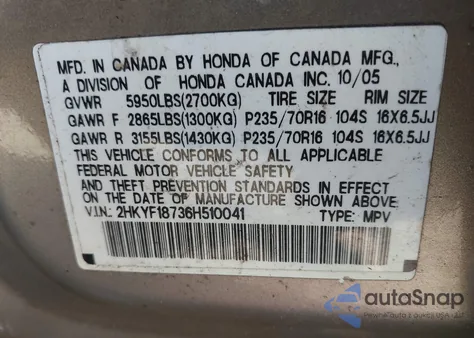 MFD. IN CANADA BY HONDA OF CANADA MFG.,
A DIVISION OF HONDA CANADA INC. 10/05
GVWR 5950LBS(2700KG) TIRE SIZE RIM SIZE
GAWR F 2865LBS(1300KG) P235/70R16 104S 16X6.5JJ
GAWR R 3155LBS(1430KG) P235/70R16 104S 16X6.5JJ
THIS VEHICLE CONFORMS TO ALL APPLICABLE
FEDERAL MOTOR VEHICLE SAFETY
AND THEFT PREVENTION STANDARDS IN EFFECT
ON THE DATE OF MANUFACTURE SHOWN ABOVE.
V.I.N.: 2HKYF18736H510041 TYPE: MPV
autoSnap